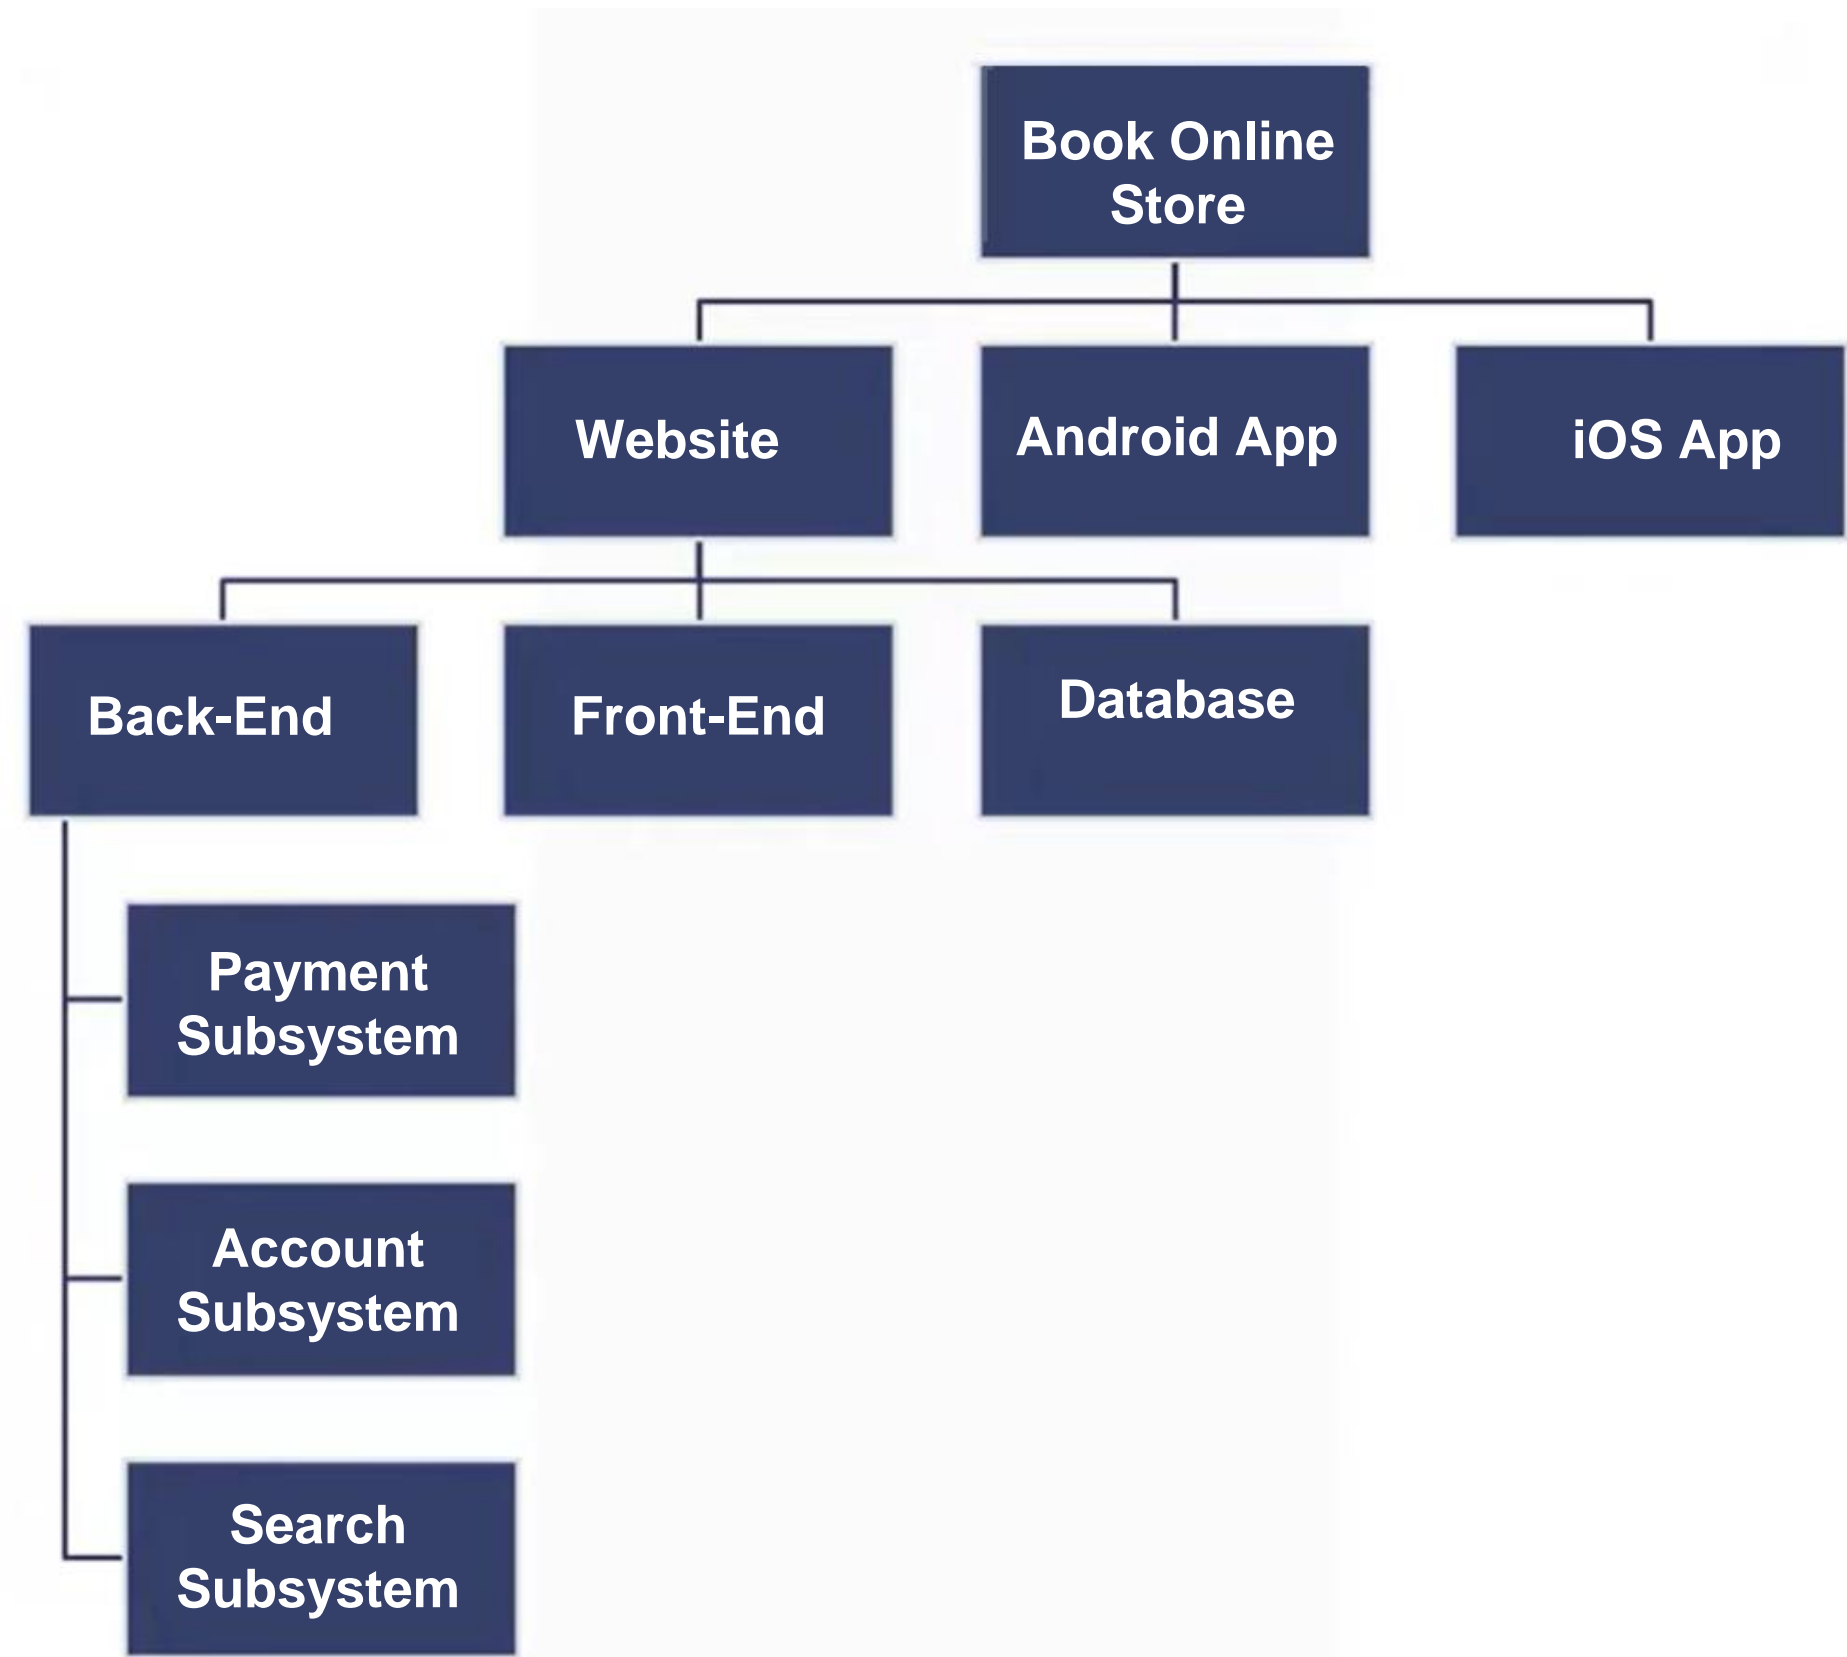 Book Online
Store
Website
Android App
iOS App
Back-End
Front-End
Database
Payment
Subsystem
Account
Subsystem
Search
Subsystem